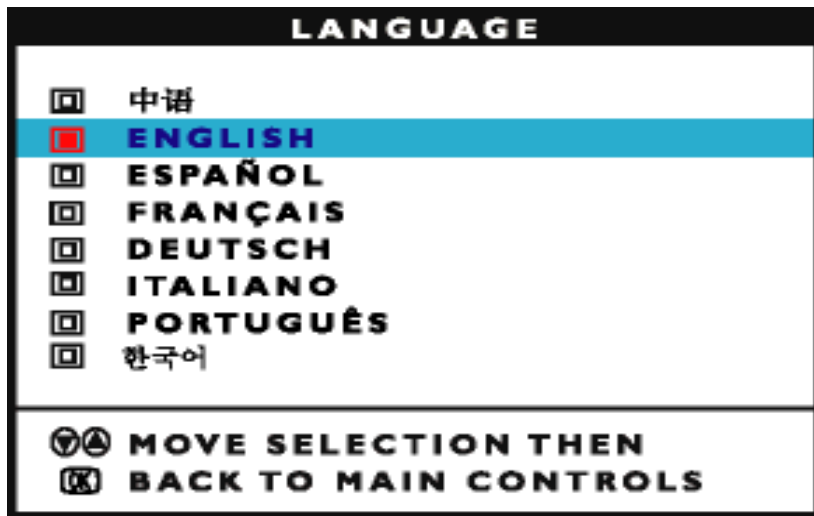 LANGUAGE
中语
ENGLISH
ESPAÑOL
FRANÇAIS
DEUTSCH
ITALIANO
PORTUGUÊS
한국어
MOVE SELECTION THEN
OK BACK TO MAIN CONTROLS